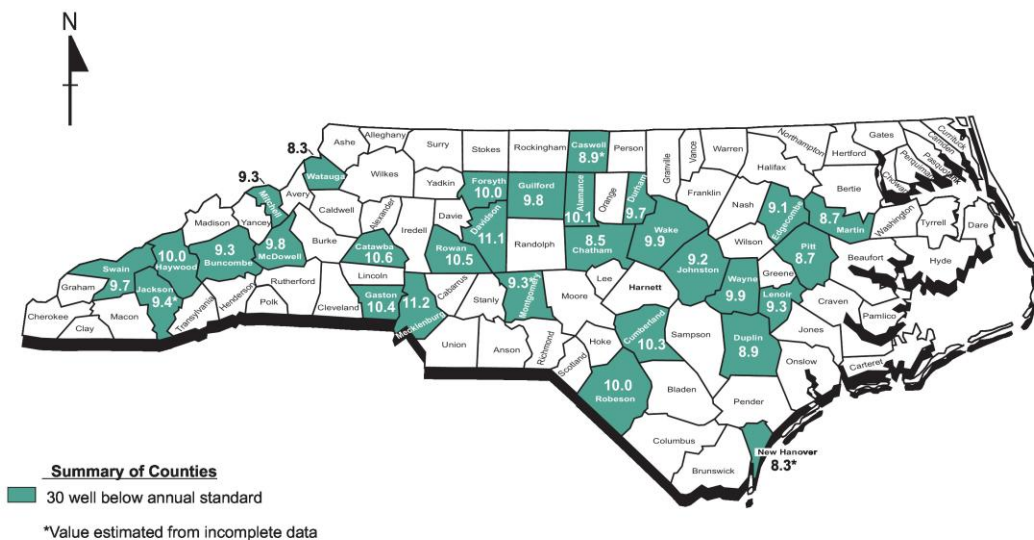 N
Currituck
Camden
Pasquotank
Perquimans
Chowan
Gates
Northampton
Hertford
Warren
Vance
Granville
Person
Caswell
8.9*
Rockingham
Stokes
Surry
Alleghany
Ashe
8.3
Watauga
Wilkes
Yadkin
Forsyth
10.0
Guilford
9.8
Alamance
10.1
Orange
Durham
9.7
Franklin
Halifax
Bertie
Nash
9.1
Edgecombe
8.7
Martin
Washington
Tyrrell
Dare
9.3
Mitchell
Avery
Caldwell
Alexander
Iredell
Davie
Davidson
11.1
Randolph
8.5
Chatham
Wake
9.9
Wilson
Pitt
8.7
Beaufort
Hyde
Madison
Yancey
9.8
McDowell
Burke
Catawba
10.6
Rowan
10.5
9.2
Johnston
Wayne
9.9
Greene
Lenoir
9.3
Craven
Pamlico
Swain
9.7
10.0
Haywood
9.3
Buncombe
Rutherford
Lincoln
Cabarrus
Stanly
9.3*
Montgomery
Moore
Lee
Harnett
Graham
Jackson
9.4*
Cherokee
Clay
Macon
Transylvania
Henderson
Polk
Cleveland
Gaston
10.4
11.2
Mecklenburg
Union
Anson
Richmond
Scotland
Hoke
Cumberland
10.3
Sampson
Duplin
8.9
Jones
Onslow
Carteret
10.0
Robeson
Bladen
Pender
Columbus
Brunswick
New Hanover
8.3*
Summary of Counties
30 well below annual standard
*Value estimated from incomplete data